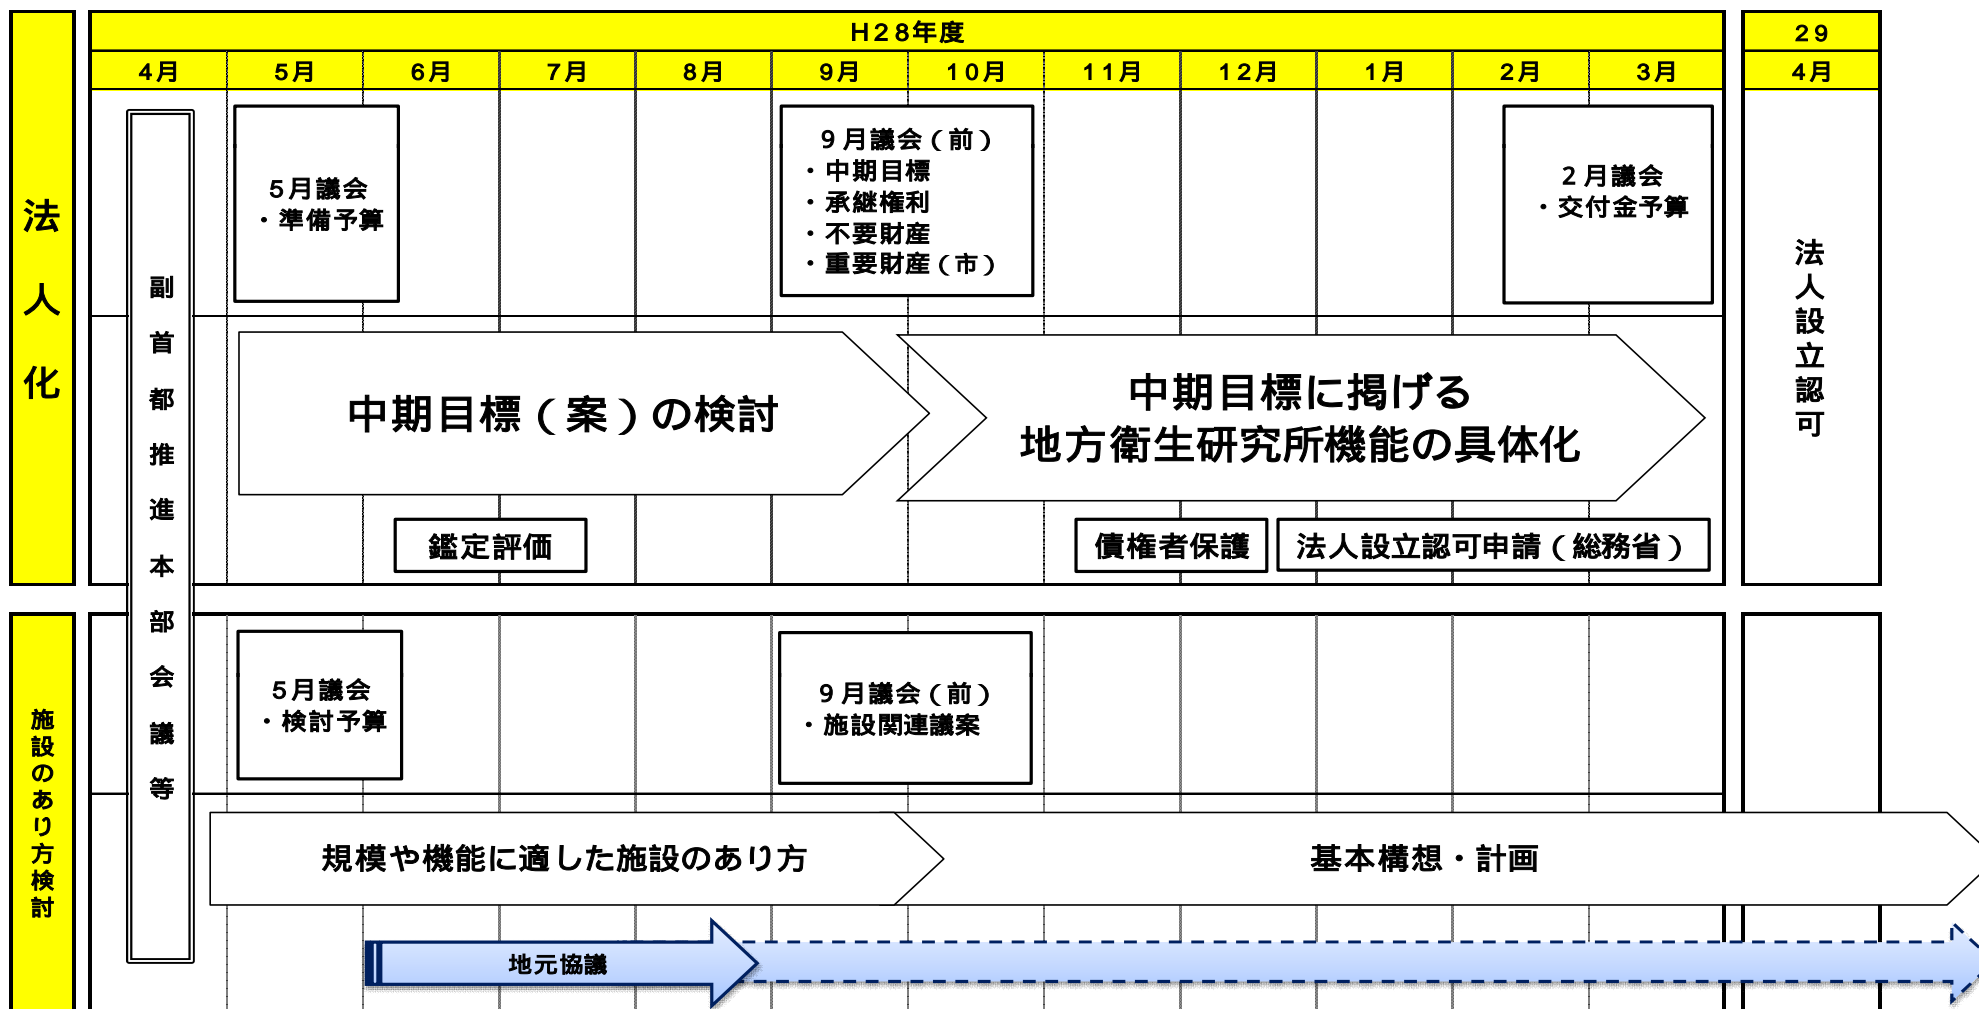 H28年度
29
4月
5月
6月
7月
8月
9月
10月
11月
12月
1月
2月
3月
4月
法人化
副首都推進本部会議等
5月議会
・準備予算
9月議会(前)
・中期目標
・承継権利
・不要財産
・重要財産(市)
2月議会
・交付金予算
法人設立認可
中期目標(案)の検討
中期目標に掲げる
地方衛生研究所機能の具体化
鑑定評価
債権者保護
法人設立認可申請(総務省)
施設のあり方検討
5月議会
・検討予算
9月議会(前)
・施設関連議案
規模や機能に適した施設のあり方
基本構想・計画
地元協議